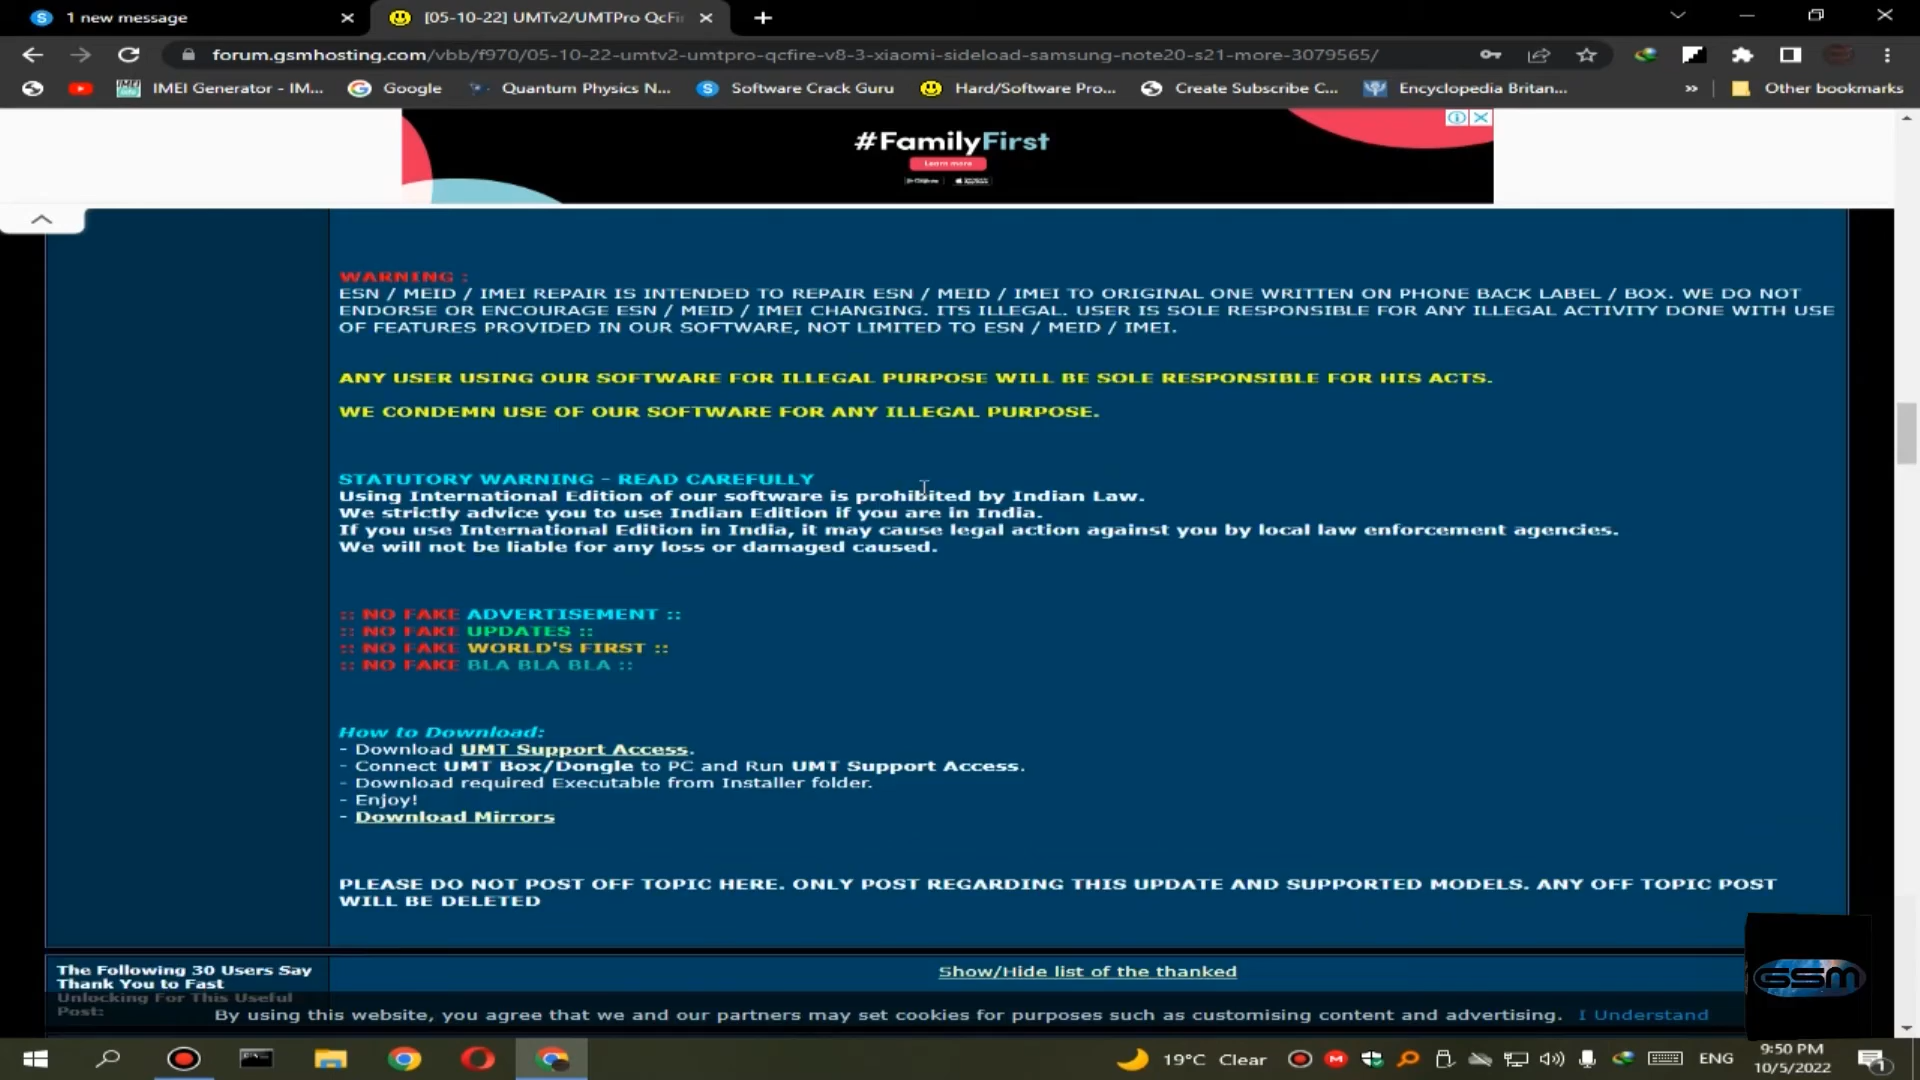 1 new message
[05-10-22] UMTv2/UMTPro QcFi
forum.gsmhosting.com/vbb/f970/05-10-22-umtv2-umtpro-qcfire-v8-3-xiaomi-sideload-samsung-note20-s21-more-3079565/
IMEI Generator - IM...
Google
Quantum Physics N...
Software Crack Guru
Hard/Software Pro...
Create Subscribe C...
Encyclopedia Britan...
Other bookmarks
#FamilyFirst
Learn more
WARNING :
ESN / MEID / IMEI REPAIR IS INTENDED TO REPAIR ESN / MEID / IMEI TO ORIGINAL ONE WRITTEN ON PHONE BACK LABEL / BOX. WE DO NOT
ENDORSE OR ENCOURAGE ESN / MEID / IMEI CHANGING. ITS ILLEGAL. USER IS SOLE RESPONSIBLE FOR ANY ILLEGAL ACTIVITY DONE WITH USE
OF FEATURES PROVIDED IN OUR SOFTWARE, NOT LIMITED TO ESN / MEID / IMEI.
ANY USER USING OUR SOFTWARE FOR ILLEGAL PURPOSE WILL BE SOLE RESPONSIBLE FOR HIS ACTS.
WE CONDEMN USE OF OUR SOFTWARE FOR ANY ILLEGAL PURPOSE.
STATUTORY WARNING - READ CAREFULLY
Using International Edition of our software is prohibited by Indian Law.
We strictly advice you to use Indian Edition if you are in India.
If you use International Edition in India, it may cause legal action against you by local law enforcement agencies.
We will not be liable for any loss or damaged caused.
:: NO FAKE ADVERTISEMENT ::
:: NO FAKE UPDATES ::
:: NO FAKE WORLD'S FIRST ::
:: NO FAKE BLA BLA BLA ::
How to Download:
- Download UMT Support Access.
- Connect UMT Box/Dongle to PC and Run UMT Support Access.
- Download required Executable from Installer folder.
- Enjoy!
- Download Mirrors
PLEASE DO NOT POST OFF TOPIC HERE. ONLY POST REGARDING THIS UPDATE AND SUPPORTED MODELS. ANY OFF TOPIC POST
WILL BE DELETED
The Following 30 Users Say
Thank You to Fast
Unlocking For This Useful
Post:
Show/Hide list of the thanked
GSM
By using this website, you agree that we and our partners may set cookies for purposes such as customising content and advertising. I Understand
19°C Clear
ENG
9:50 PM
10/5/2022